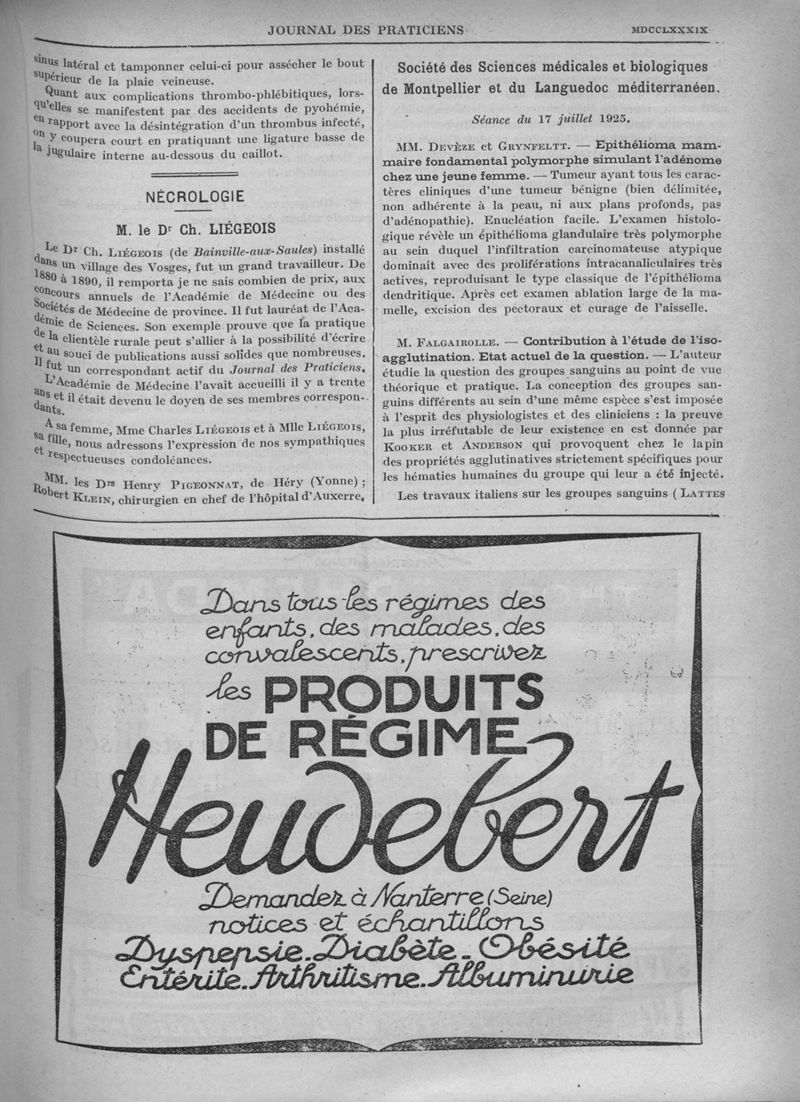 JOURNAL DES PRATICIENS
MDCCLXXXIX
sinus latéral et tamponner celui-ci pour assécher le bout
supérieur de la plaie veineuse.
Quant aux complications thrombo-phlébitiques, lors-
qu'elles se manifestent par des accidents de pyohémie,
en rapport avec la désintégration d'un thrombus infecté,
on y coupera court en pratiquant une ligature basse de
la jugulaire interne au-dessous du caillot.
NÉCROLOGIE
M. le Dr Ch. LIÉGEOIS
Le Dr Ch. LIÉGEOIS (de Bainville-aux-Saules) installé
dans un village des Vosges, fut un grand travailleur. De
1880 à 1890, il remporta je ne sais combien de prix, aux
concours annuels de l'Académie de Médecine ou des
Sociétés de Médecine de province. Il fut lauréat de l'Aca-
démie de Sciences. Son exemple prouve que la pratique
de la clientèle rurale peut s'allier à la possibilité d'écrire
et au souci de publications aussi solides que nombreuses.
Il fut un correspondant actif du Journal des Praticiens.
L'Académie de Médecine l'avait accueilli il y a trente
ans et il était devenu le doyen de ses membres correspon-
dants.
A sa femme, Mme Charles LIÉGEOIS et à Mlle LIÉGEOIS,
sa fille, nous adressons l'expression de nos sympathiques
et respectueuses condoléances.
MM. les Drs Henry PIGEONNAT, de Héry (Yonne) ;
Robert KLEIN, chirurgien en chef de l'hôpital d'Auxerre.
Société des Sciences médicales et biologiques
de Montpellier et du Languedoc méditerranéen.
Séance du 17 juillet 1925.
MM. DEVÈZE et GRYNFELTT. — Epithélioma mam-
maire fondamental polymorphe simulant l'adénome
chez une jeune femme. — Tumeur ayant tous les carac-
tères cliniques d'une tumeur bénigne (bien délimitée,
non adhérente à la peau, ni aux plans profonds, pas
d'adénopathie). Enucléation facile. L'examen histolo-
gique révèle un épithélioma glandulaire très polymorphe
au sein duquel l'infiltration carcinomateuse atypique
dominait avec des proliférations intracanaliculaires très
actives, reproduisant le type classique de l'épithélioma
dendritique. Après cet examen ablation large de la ma-
melle, excision des pectoraux et curage de l'aisselle.
M. FALGAIROLLE. — Contribution à l'étude de l'iso-
agglutination. Etat actuel de la question. — L'auteur
étudie la question des groupes sanguins au point de vue
théorique et pratique. La conception des groupes san-
guins différents au sein d'une même espèce s'est imposée
à l'esprit des physiologistes et des cliniciens : la preuve
la plus irréfutable de leur existence en est donnée par
KOOKER et ANDERSON qui provoquent chez le lapin
des propriétés agglutinatives strictement spécifiques pour
les hématies humaines du groupe qui leur a été injecté.
Les travaux italiens sur les groupes sanguins (LATTES
Dans tous les régimes des
enfants, des malades, des
convalescents, prescrivez
les PRODUITS
DE RÉGIME
Heudebert
Demandez à Nanterre (Seine)
notices et échantillons
Dyspepsie. Diabète. Obésité
Entérite. Arthritisme. Albuminurie